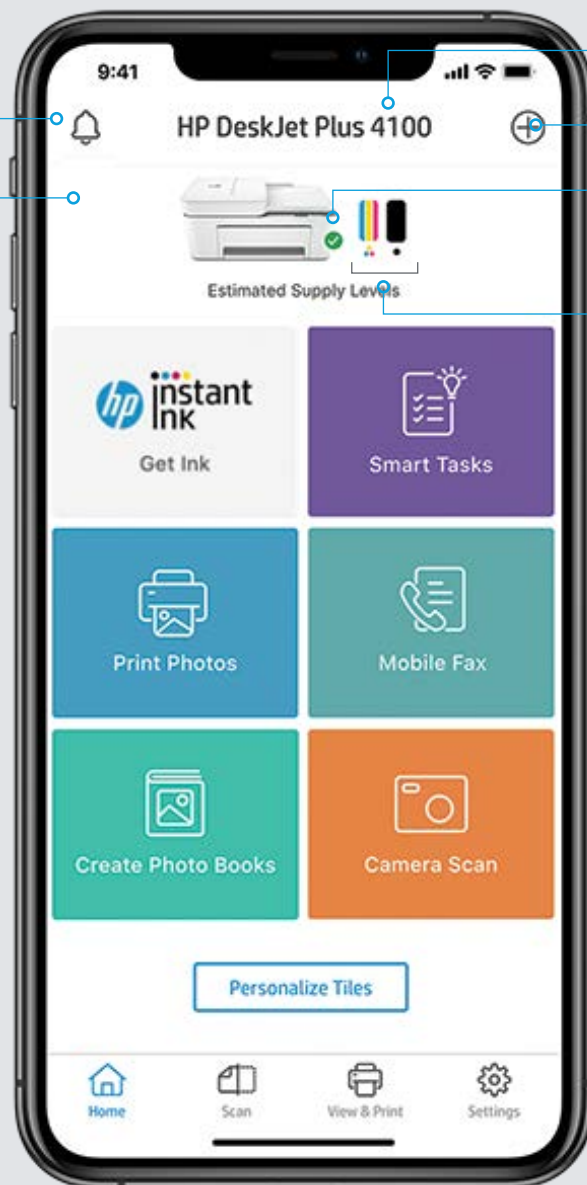 9:41
HP DeskJet Plus 4100
Estimated Supply Levels
hp instant
ink
Get Ink
Smart Tasks
Print Photos
Mobile Fax
Create Photo Books
Camera Scan
Personalize Tiles
Home
Scan
View & Print
Settings